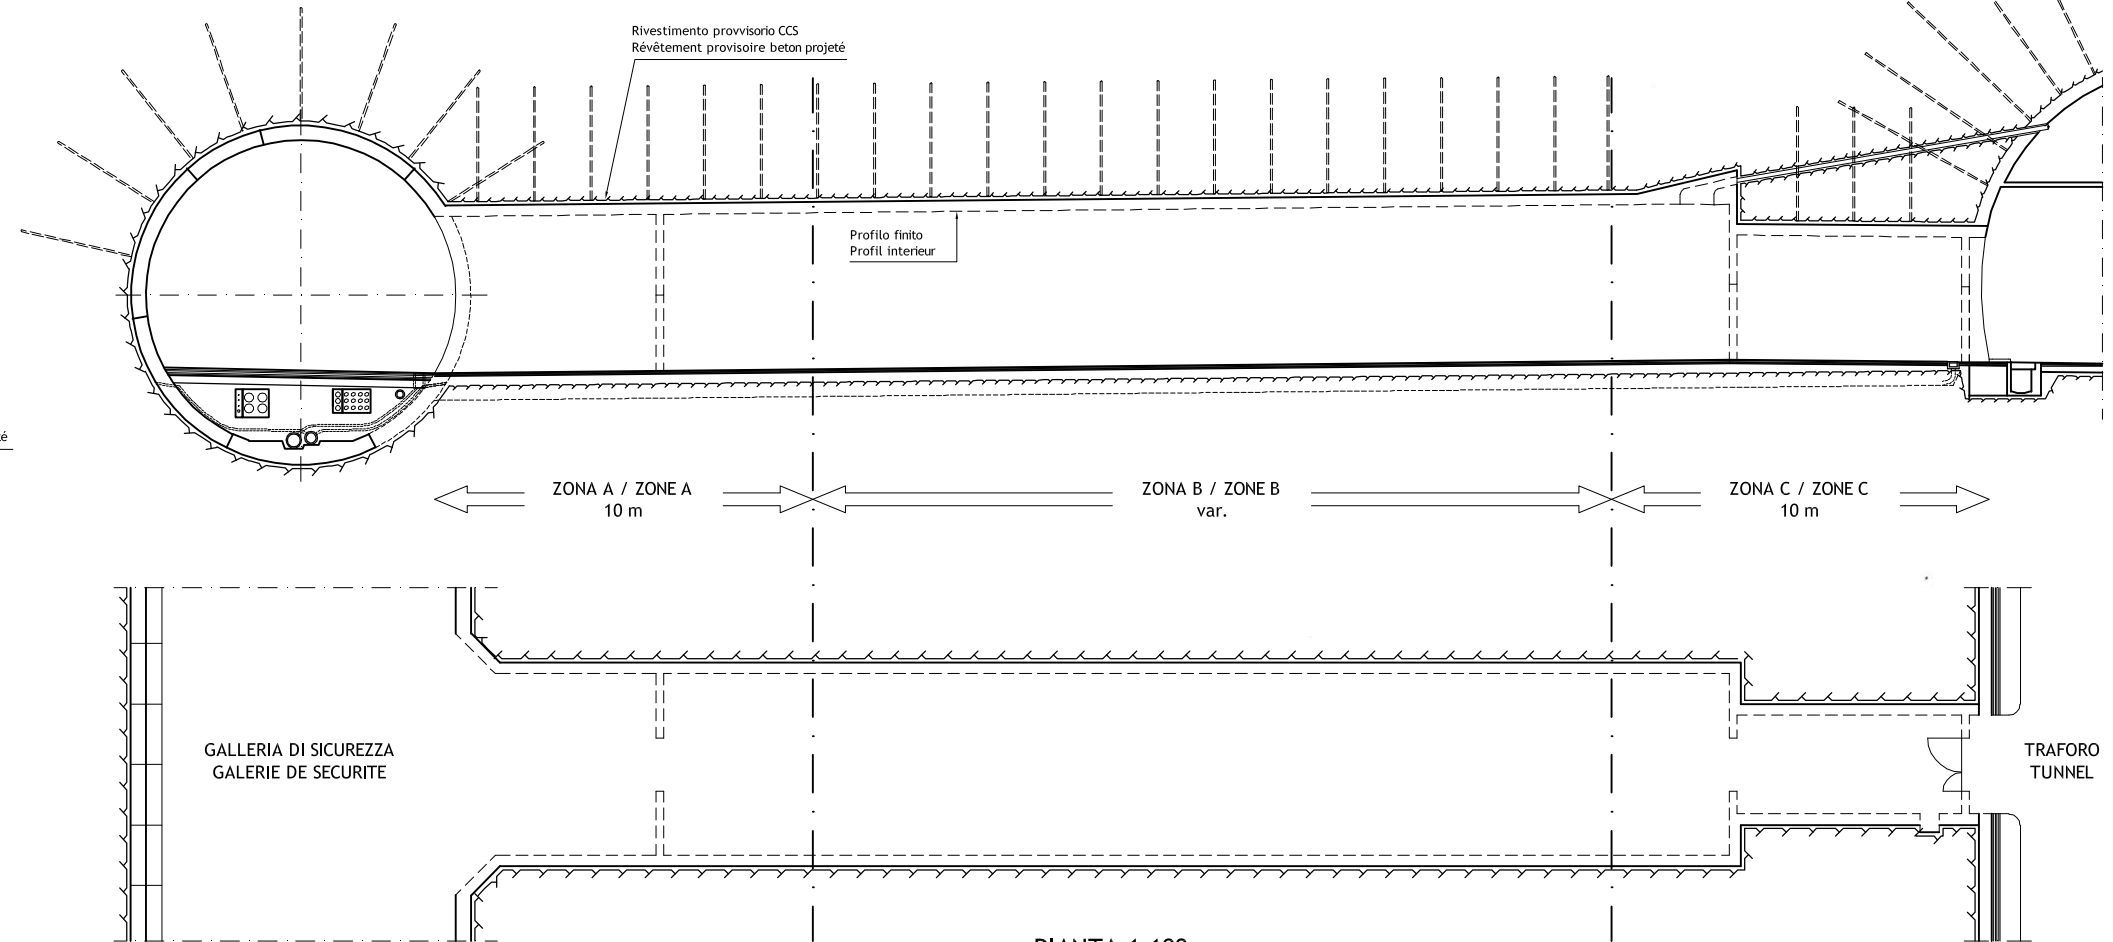 Rivestimento provvisorio CCS
Révêtement provisoire beton projeté
Profilo finito
Profil interieur
ZONA A / ZONE A
10 m
ZONA B / ZONE B
var.
ZONA C / ZONE C
10 m
GALLERIA DI SICUREZZA
GALERIE DE SECURITE
TRAFORO
TUNNEL